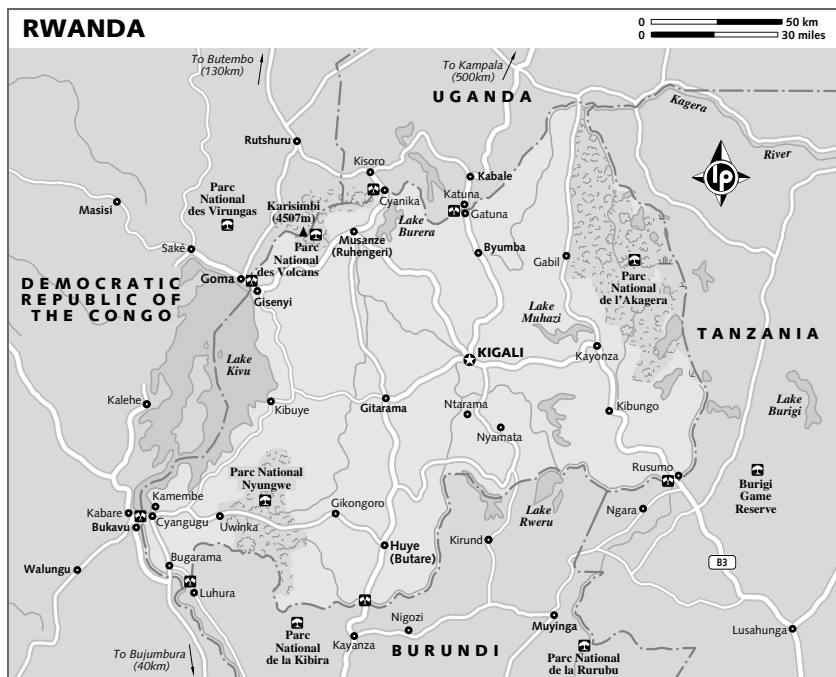 RWANDA
0 50 km
0 30 miles
To Butembo
(130km)
To Kampala
(500km)
UGANDA
Kagera
River
Rutshuru
Kisoro
Kabale
Parc
National
des Virungas
Karisimbi
(4507m)
Cyanika
Katuna
Gatuna
Masisi
Lake
Burera
Musanze
(Ruhengeri)
Parc
National
des Volcans
Byumba
Saké
Gabil
Parc
National
de l'Akagera
Goma
Gisenyi
DEMOCRATIC
REPUBLIC OF
THE CONGO
Lake
Muhazi
TANZANIA
KIGALI
Kayonza
Lake
Kivu
Kalehe
Kibuye
Gitarama
Ntarama
Nyamata
Kibungo
Lake
Burigi
Parc National
Nyungwe
Rusumo
Burigi
Game
Reserve
Kamembe
Kabare
Cyangugu
Bukavu
Uwinka
Gikongoro
Lake
Rweru
Ngara
Huye
(Butare)
Kirund
Walungu
Bugarama
B3
Luhura
Parc
National
de la Kibira
Nigozi
Kayanza
Muyinga
Lusahunga
BURUNDI
To Bujumbura
(40km)
Parc National
de la Rurubu
lp